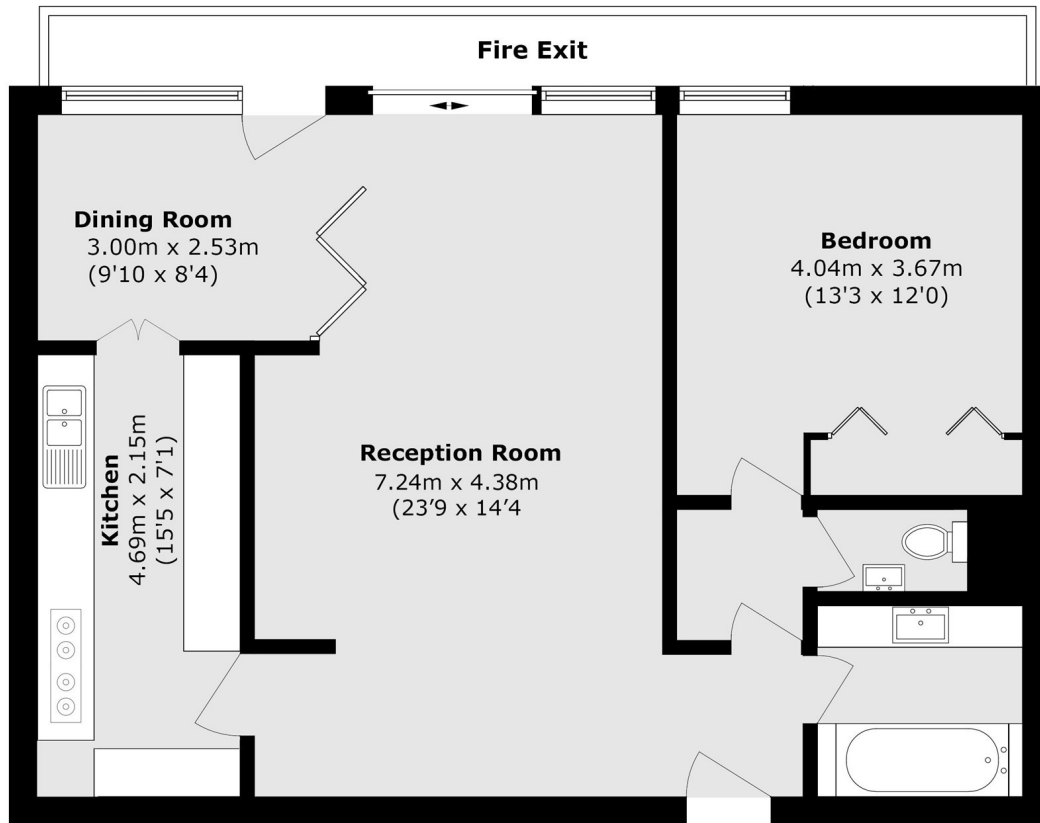 Fire Exit
Dining Room
3.00m x 2.53m
(9'10 x 8'4)
Bedroom
4.04m x 3.67m
(13'3 x 12'0)
Reception Room
7.24m x 4.38m
(23’9 x 14’4
Kitchen
4.69m x 2.15m
(15'5 x 7'1)